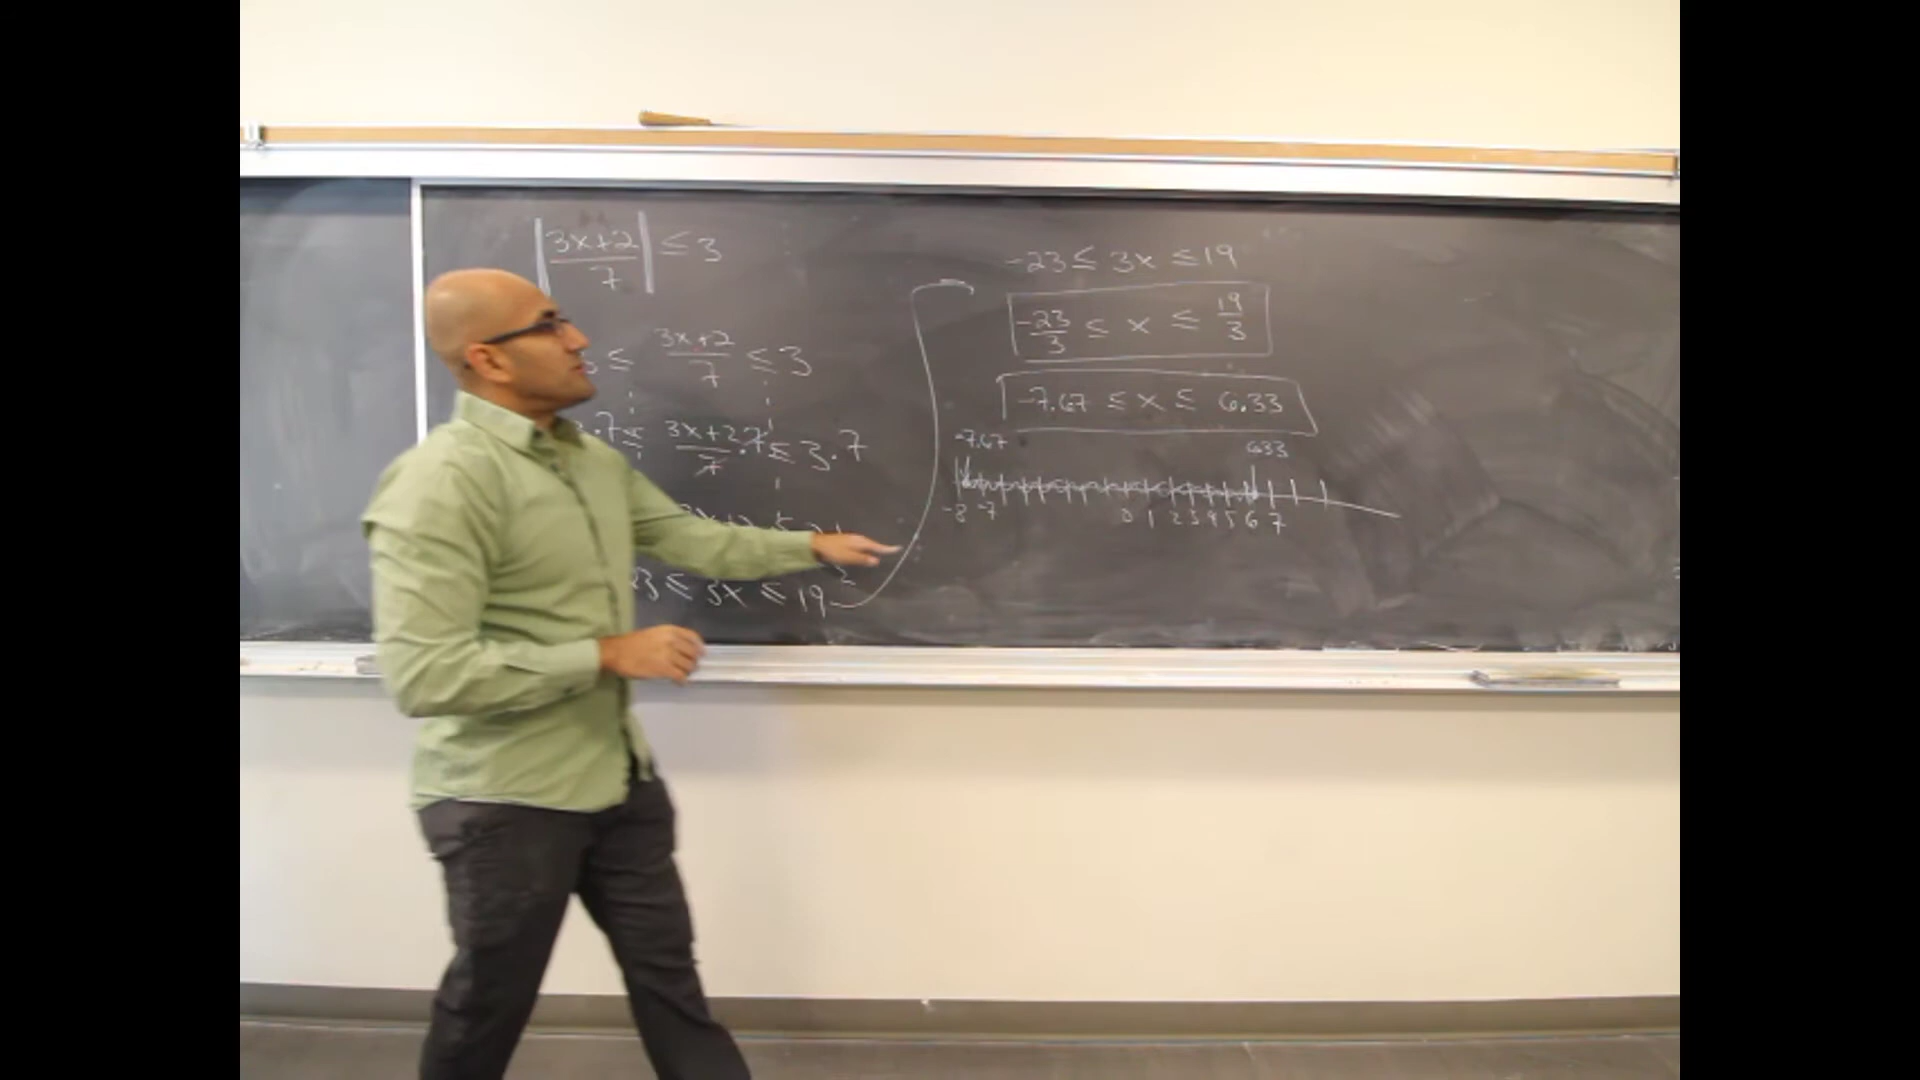 |3x+2/7| ≤ 3
≤ 3x+2/7 ≤ 3
.7 ≤ 3x+2/7 .7 ≤ 3.7
23 ≤ 3x ≤ 19
-23 ≤ 3x ≤ 19
-23/3 ≤ x ≤ 19/3
-7.67 ≤ x ≤ 6.33
-7.67 6.33
-8 -7 0 1 2 3 4 5 6 7